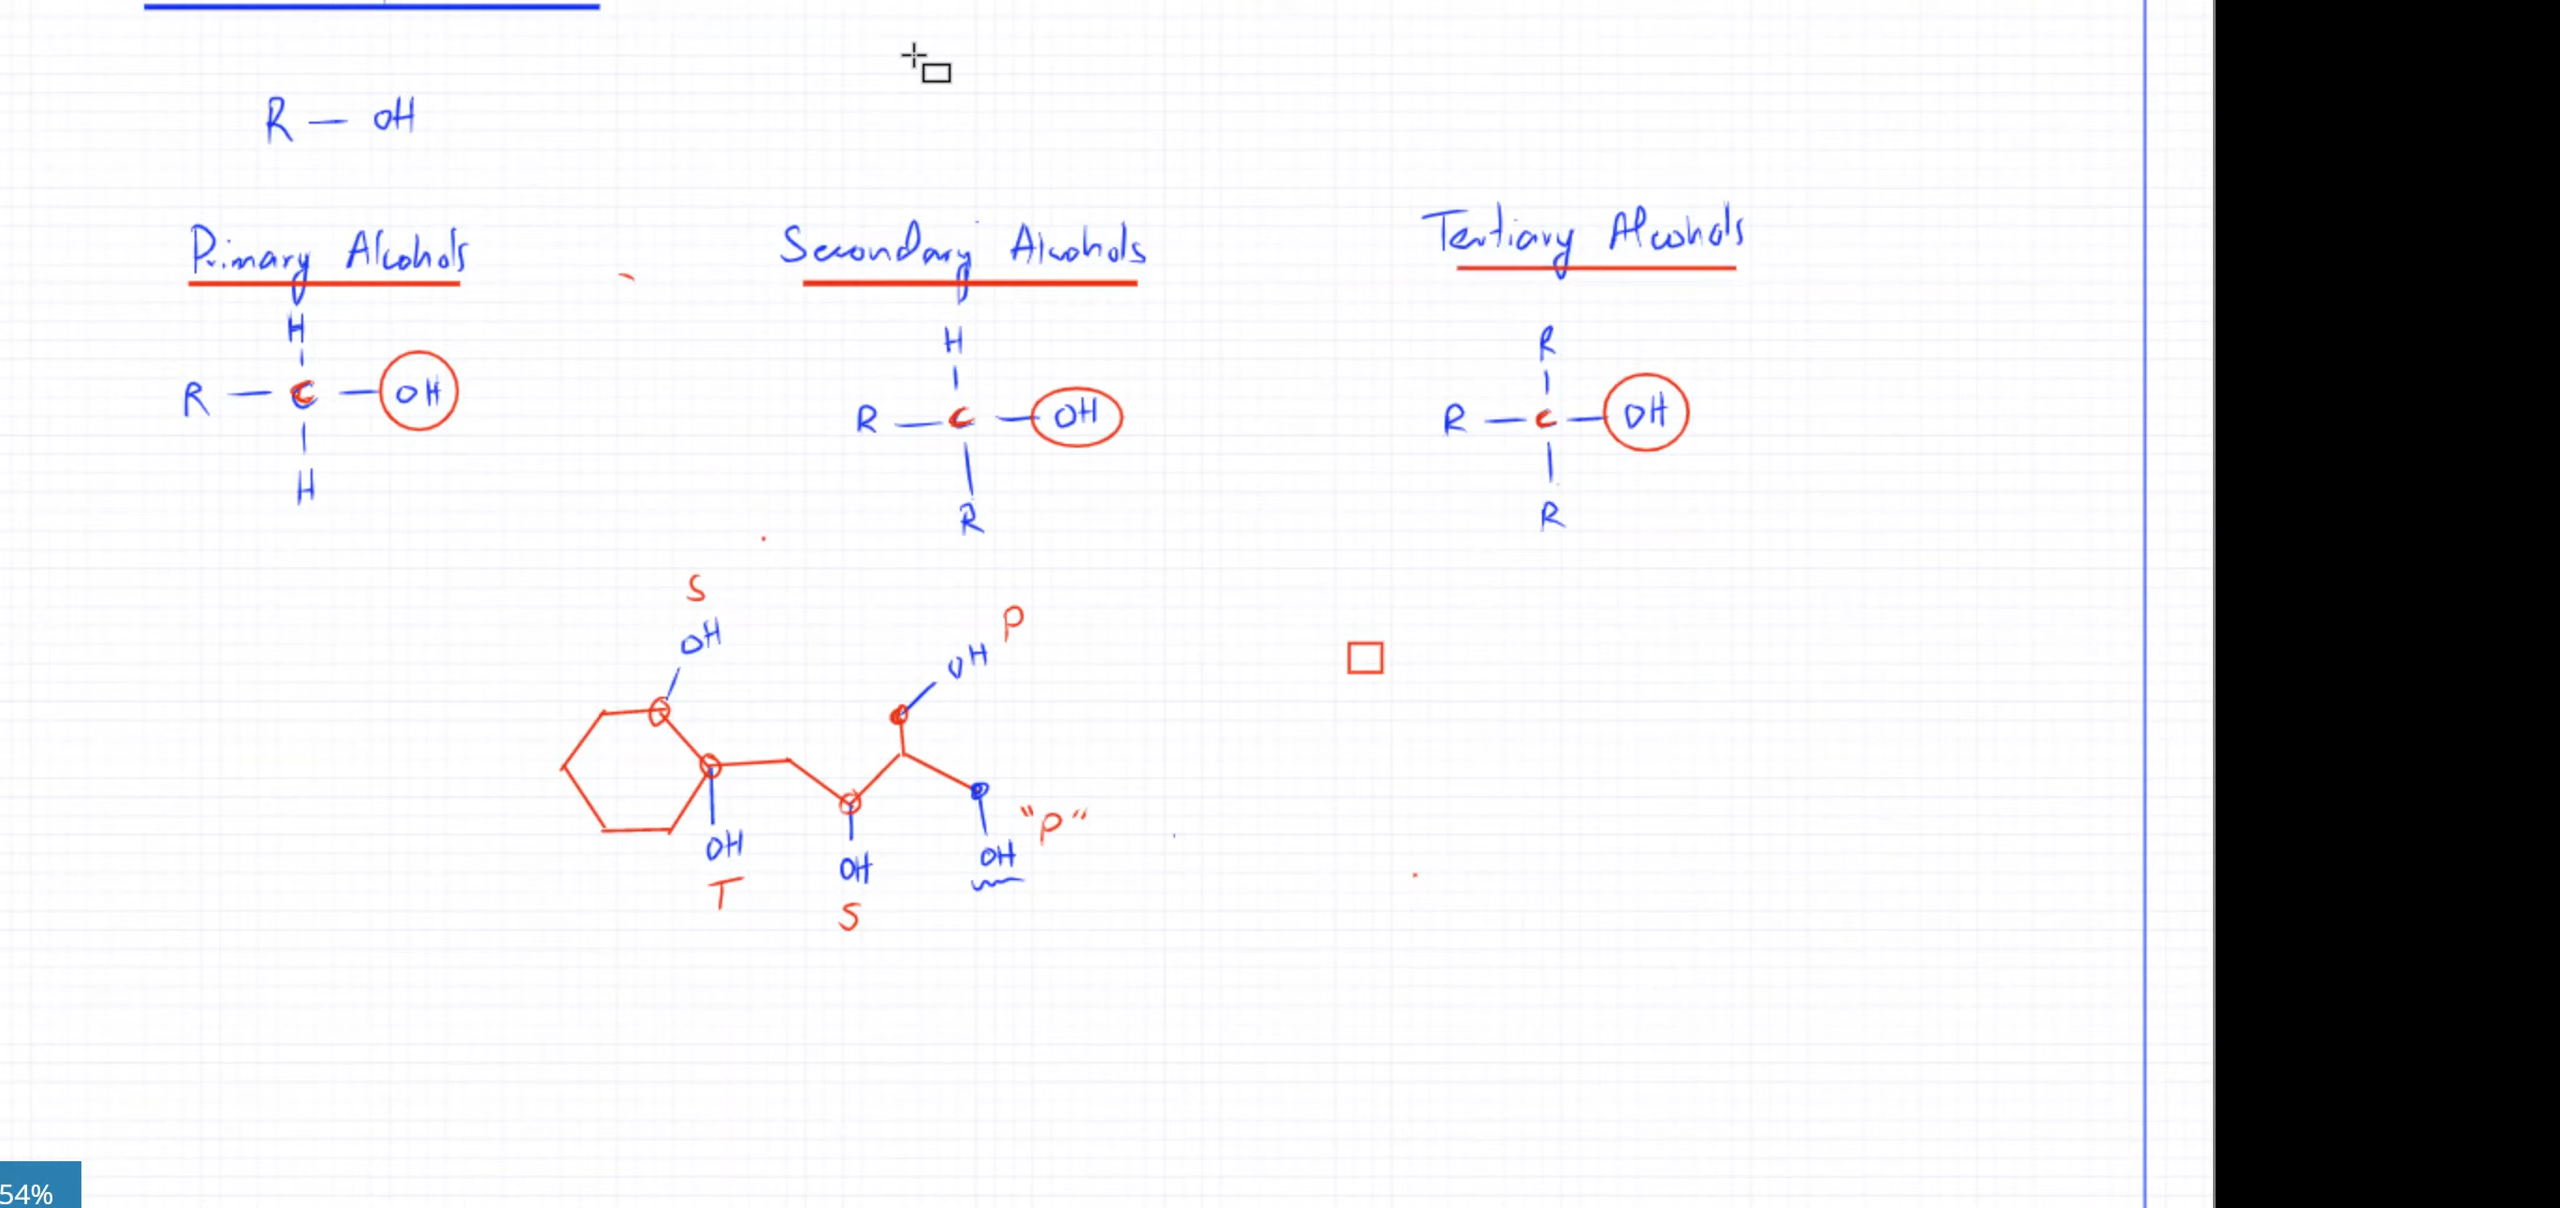 R — OH
Primary Alcohols
Secondary Alcohols
Tertiary Alcohols
H
R — C — OH
H
H
R — C — OH
R
R
R — C — OH
R
S
OH
P
OH
OH
T
OH
S
OH
"P"
54%